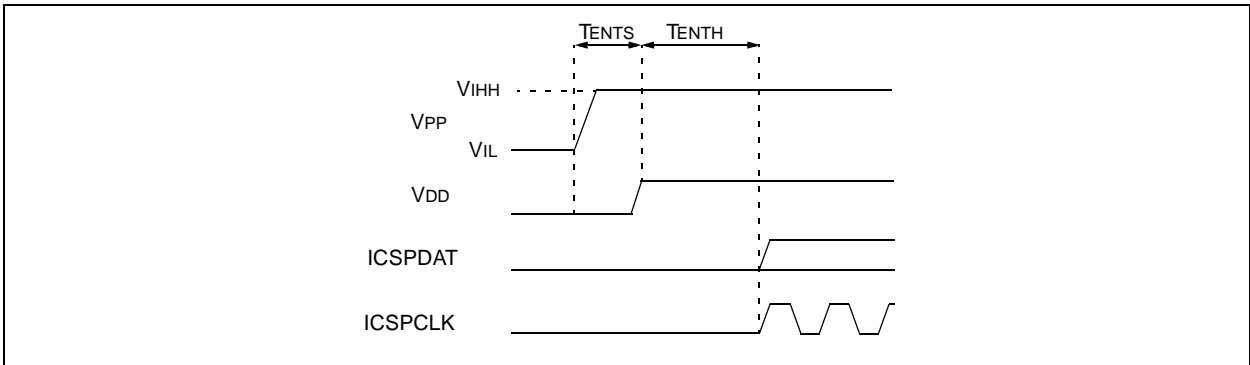 TENTS
TENTH
VIHH
VPP
VIL
VDD
ICSPDAT
ICSPCLK